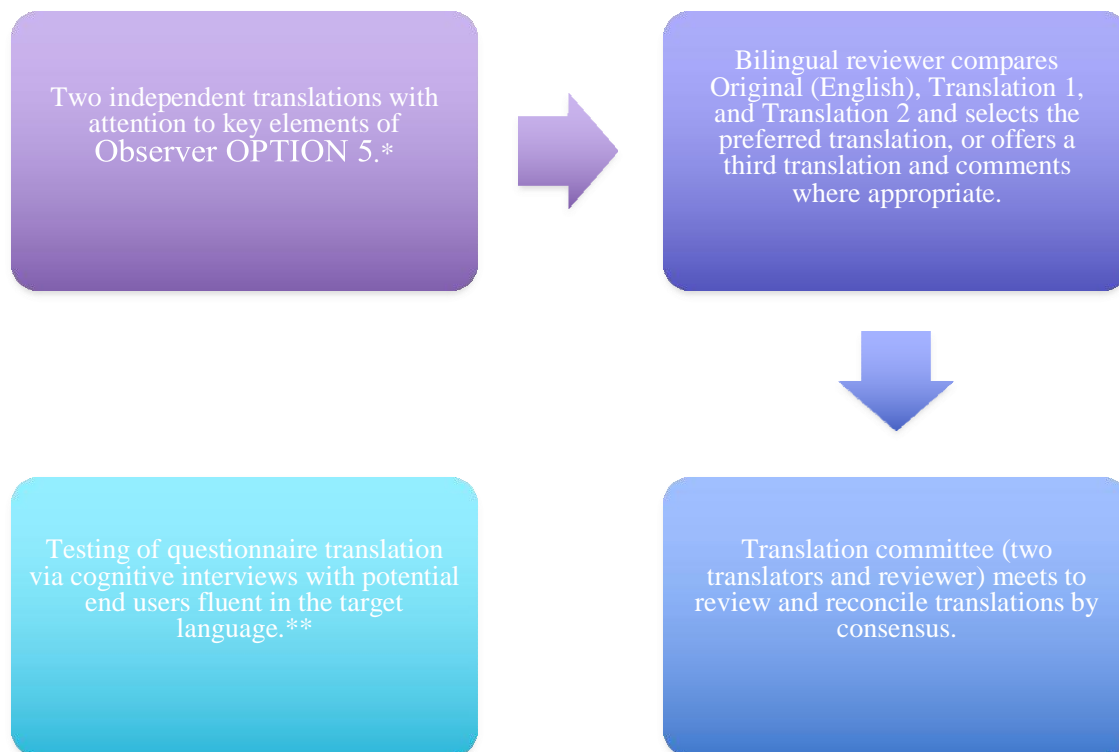 Two independent translations with
attention to key elements of
Observer OPTION 5.*
Bilingual reviewer compares
Original (English), Translation 1,
and Translation 2 and selects the
preferred translation, or offers a
third translation and comments
where appropriate.
Translation committee (two
translators and reviewer) meets to
review and reconcile translations by
consensus.
Testing of questionnaire translation
via cognitive interviews with potential
end users fluent in the target
language.**